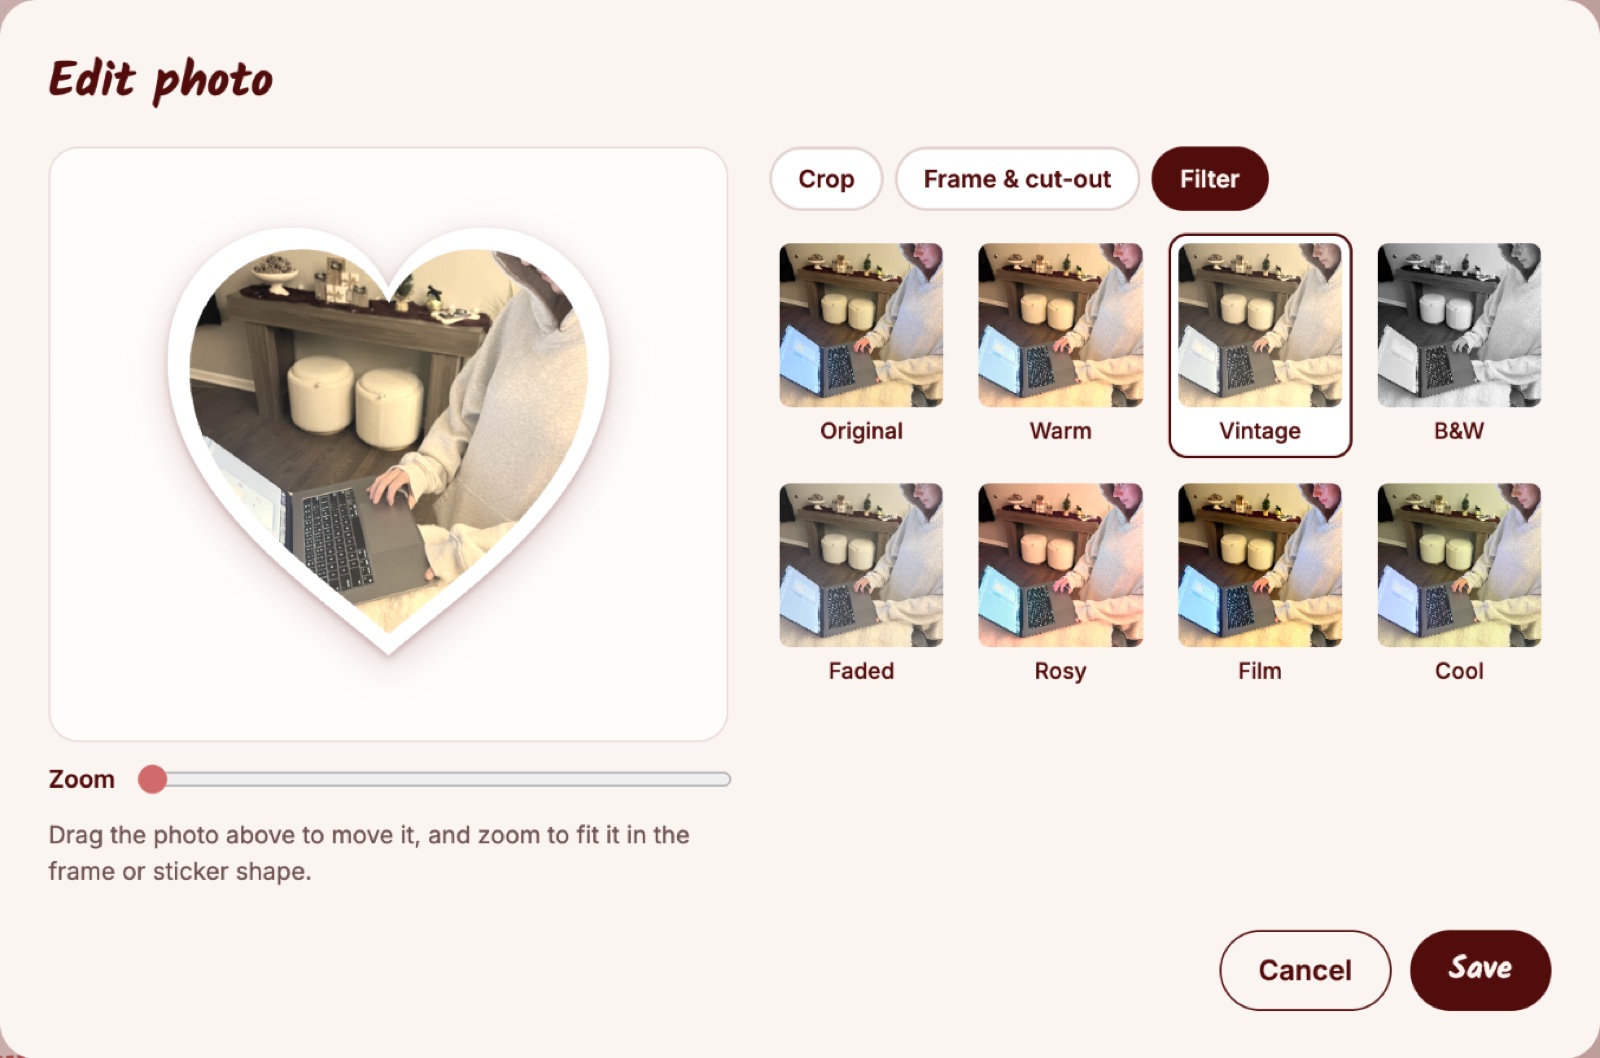 Edit photo
Crop
Frame & cut-out
Filter
Original
Warm
Vintage
B&W
Faded
Rosy
Film
Cool
Zoom
Drag the photo above to move it, and zoom to fit it in the
frame or sticker shape.
Cancel
Save